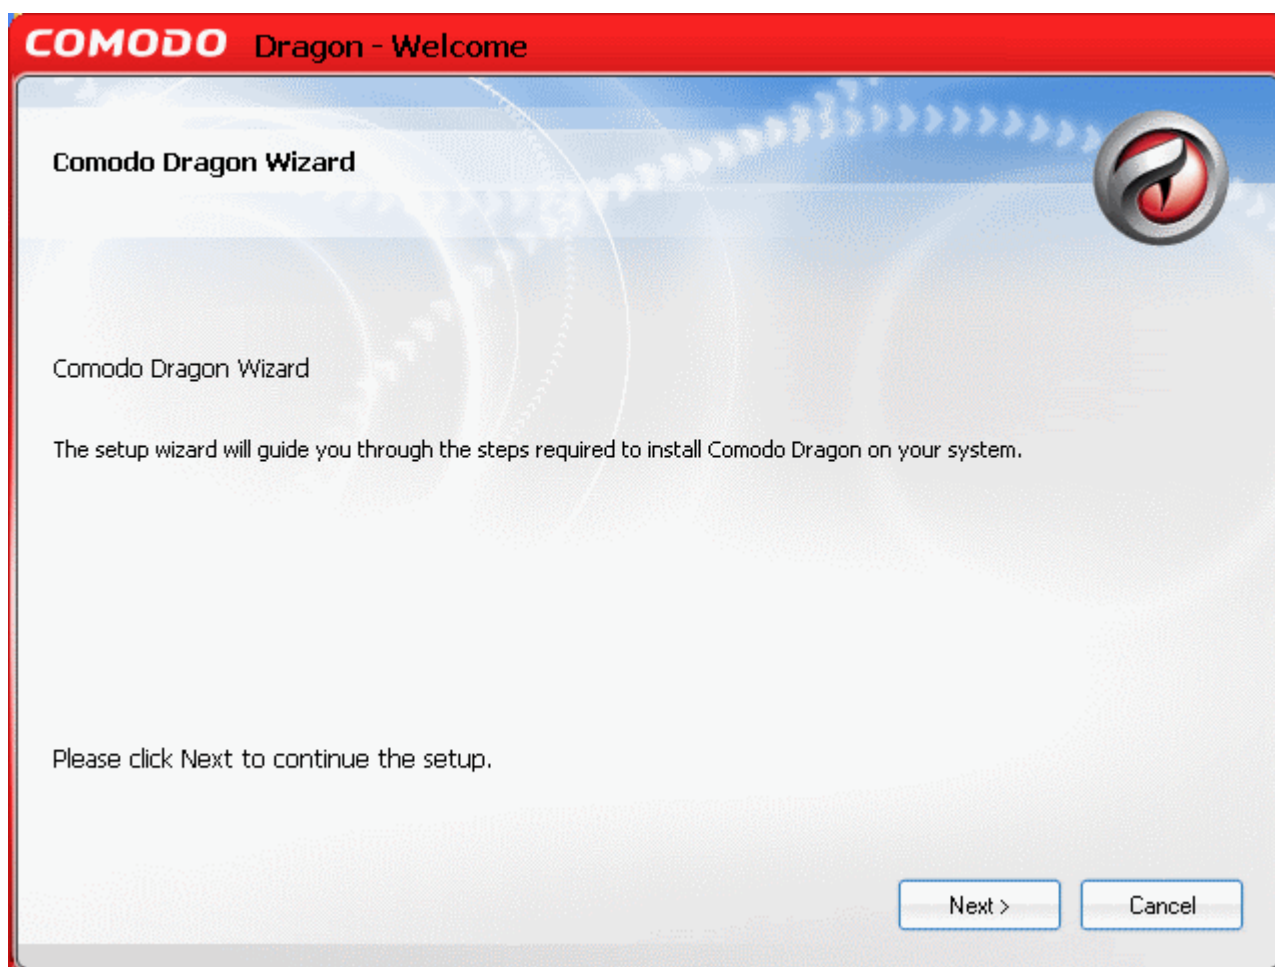 COMODO Dragon - Welcome
Comodo Dragon Wizard
Comodo Dragon Wizard
The setup wizard will guide you through the steps required to install Comodo Dragon on your system.
Please click Next to continue the setup.
Next > Cancel